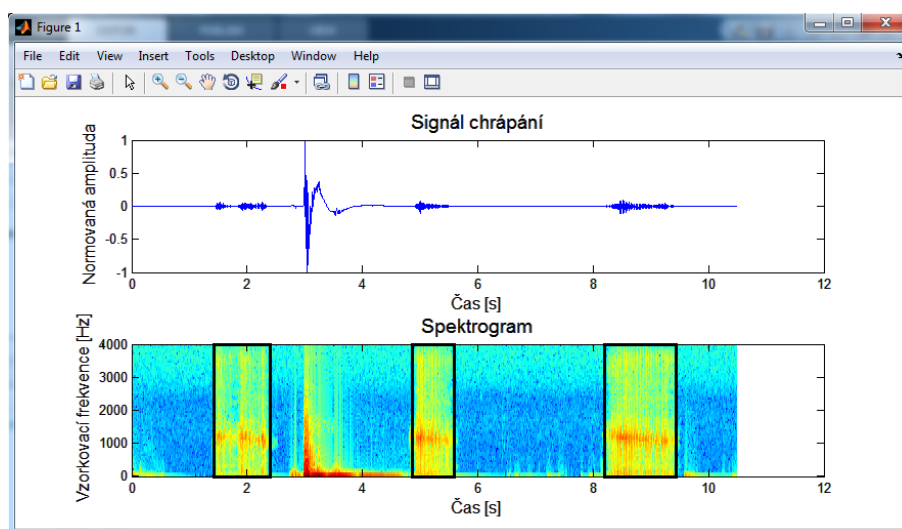 Figure 1
File Edit View Insert Tools Desktop Window Help
Signál chrápání
Normovaná amplituda
1
0.5
0
-0.5
-1
0 2 4 6 8 10 12
Čas [s]
Spektrogram
Vzorkovací frekvence [Hz]
4000
3000
2000
1000
0
0 2 4 6 8 10 12
Čas [s]